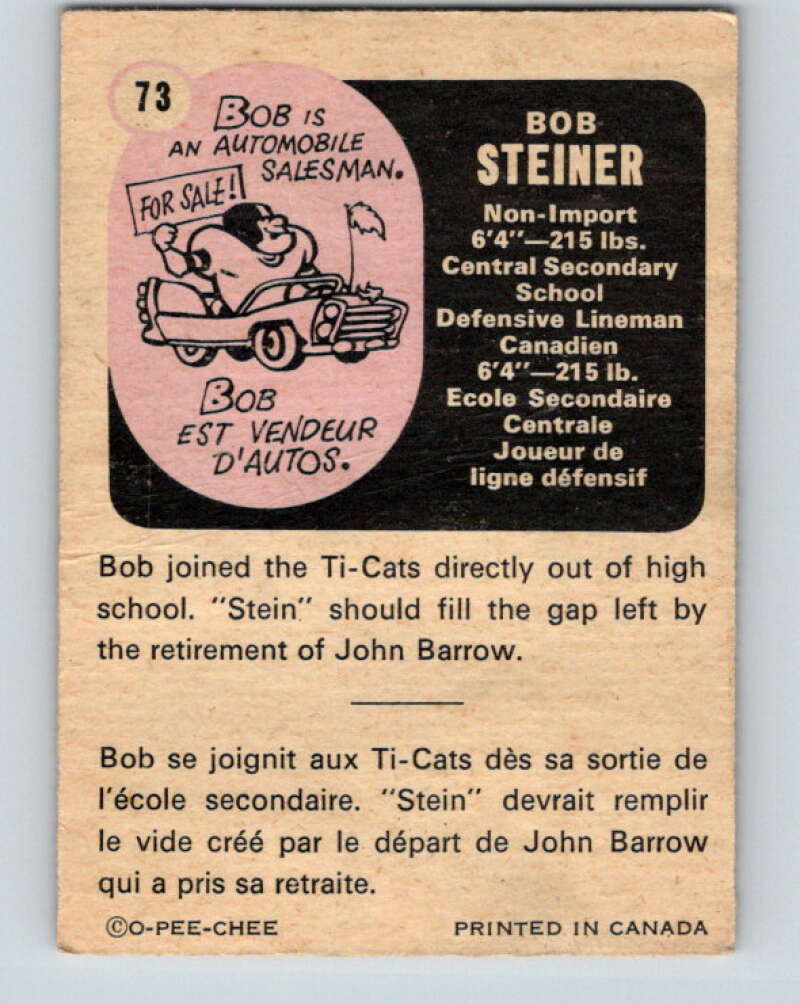 73
BOB IS
AN AUTOMOBILE
SALESMAN.
FOR SALE!
BOB
EST VENDEUR
D'AUTOS.
BOB
STEINER
Non-Import
6'4"—215 lbs.
Central Secondary
School
Defensive Lineman
Canadien
6'4"—215 lb.
Ecole Secondaire
Centrale
Joueur de
ligne défensif
Bob joined the Ti-Cats directly out of high
school. "Stein" should fill the gap left by
the retirement of John Barrow.
Bob se joignit aux Ti-Cats dès sa sortie de
l'école secondaire. "Stein" devrait remplir
le vide créé par le départ de John Barrow
qui a pris sa retraite.
©O-PEE-CHEE PRINTED IN CANADA